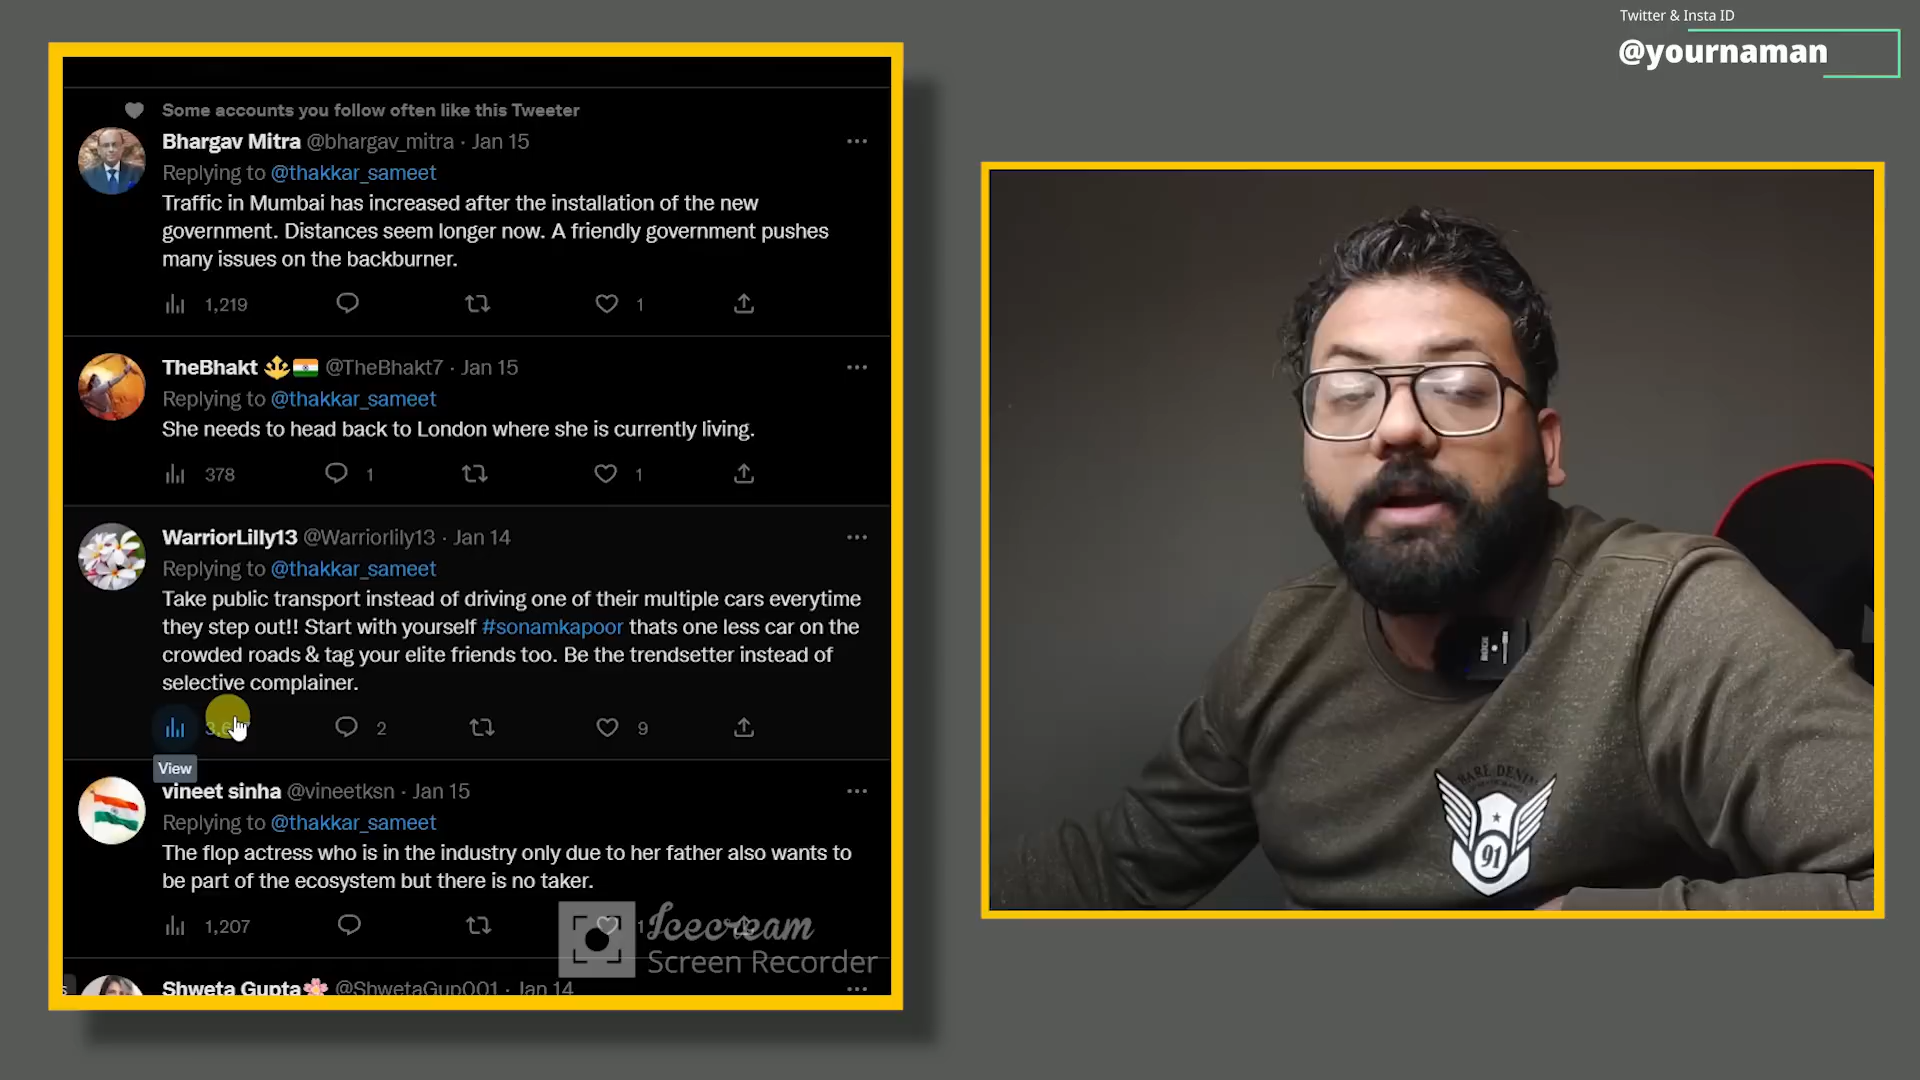 Twitter & Insta ID
@yournaman
Some accounts you follow often like this Tweeter
Bhargav Mitra @bhargav_mitra · Jan 15
Replying to @thakkar_sameet
Traffic in Mumbai has increased after the installation of the new
government. Distances seem longer now. A friendly government pushes
many issues on the backburner.
1,219 1
TheBhakt @TheBhakt7 · Jan 15
Replying to @thakkar_sameet
She needs to head back to London where she is currently living.
378 1 1
WarriorLilly13 @Warriorlily13 · Jan 14
Replying to @thakkar_sameet
Take public transport instead of driving one of their multiple cars everytime
they step out!! Start with yourself #sonamkapoor thats one less car on the
crowded roads & tag your elite friends too. Be the trendsetter instead of
selective complainer.
2 9
View
vineet sinha @vineetksn · Jan 15
Replying to @thakkar_sameet
The flop actress who is in the industry only due to her father also wants to
be part of the ecosystem but there is no taker.
1,207
Icecream
Screen Recorder
Shweta Gupta @ShwetaGup001 · Jan 14
RARE DENIM
91